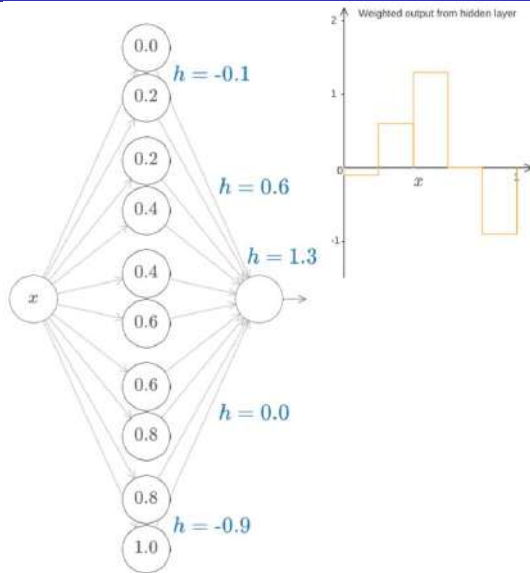 0.0
h = -0.1
0.2
0.2
h = 0.6
0.4
h = 1.3
0.4
x
0.6
0.6
h = 0.0
0.8
0.8
h = -0.9
1.0
Weighted output from hidden layer
2
1
0
x
1
-1